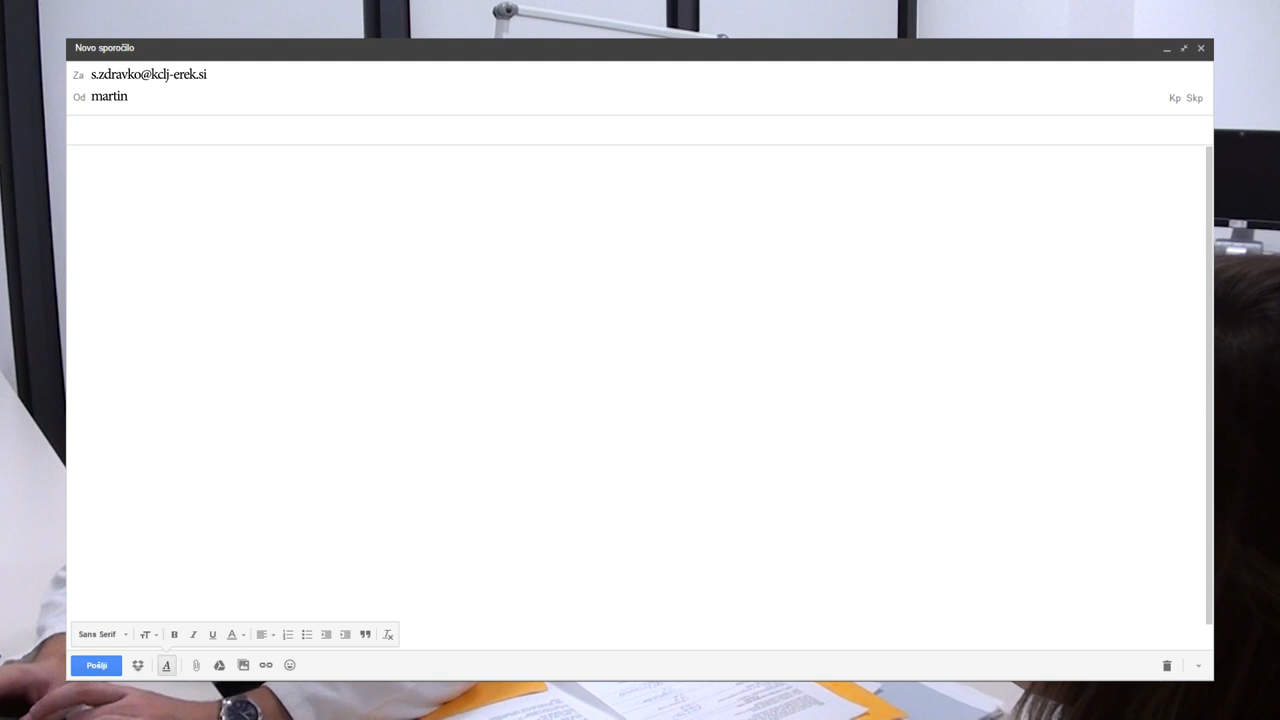 Novo sporočilo
Za s.zdravko@kclj-erek.si
Od martin
Kp Skp
Sans Serif
Pošlji